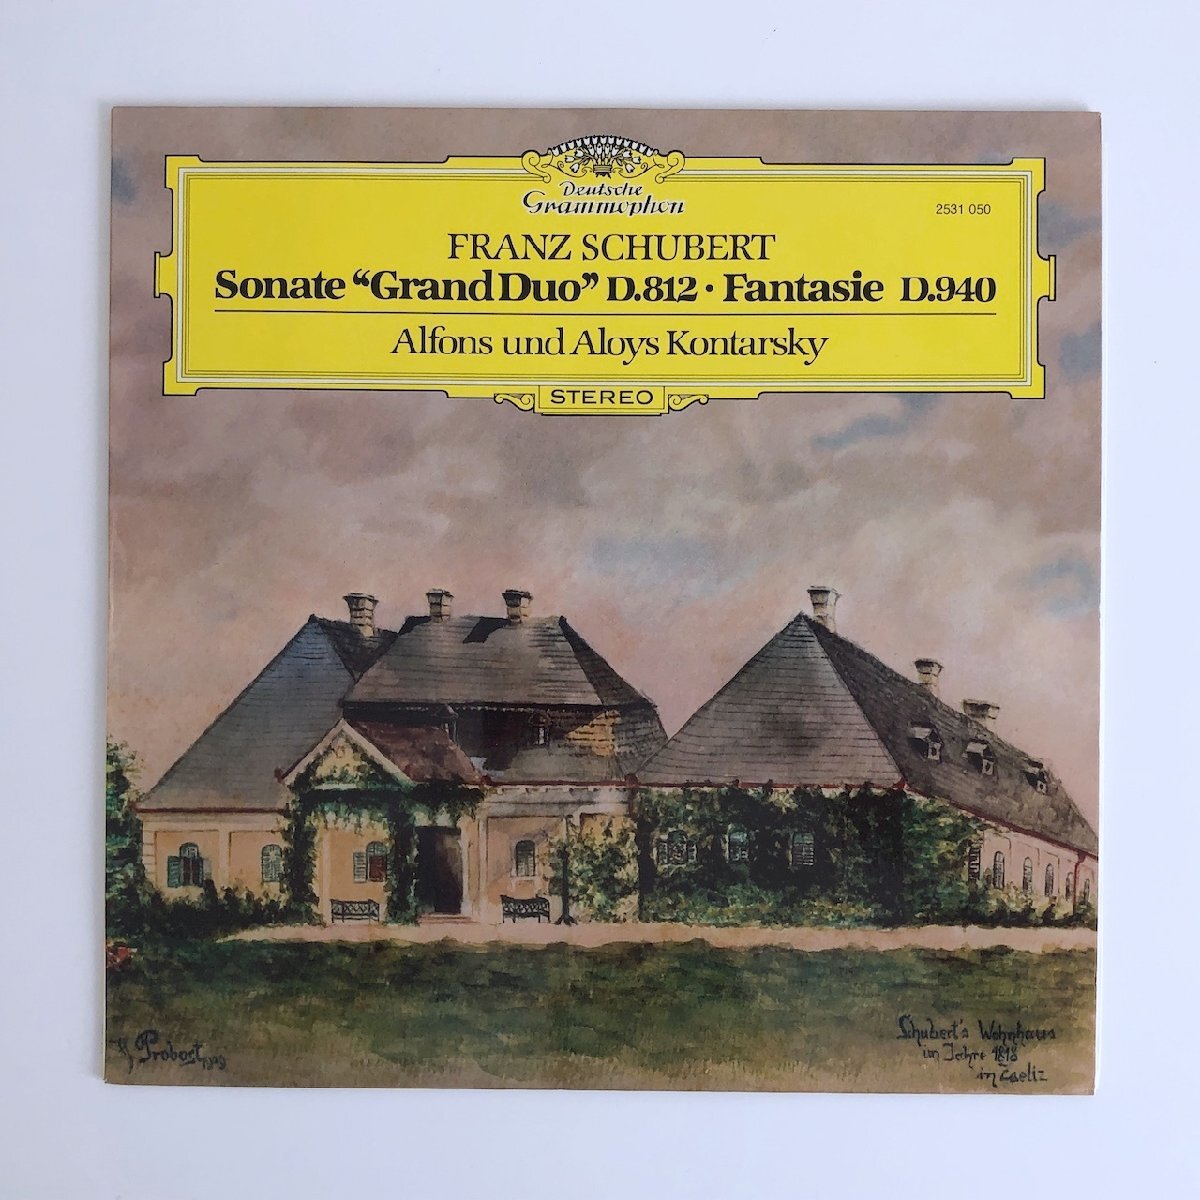 Deutsche
Grammophon
2531 050
FRANZ SCHUBERT
Sonate “Grand Duo” D.812 · Fantasie D.940
Alfons und Aloys Kontarsky
STEREO
Schubert's Wohnhaus
im Jahre 1818
in Zseliz
Probost